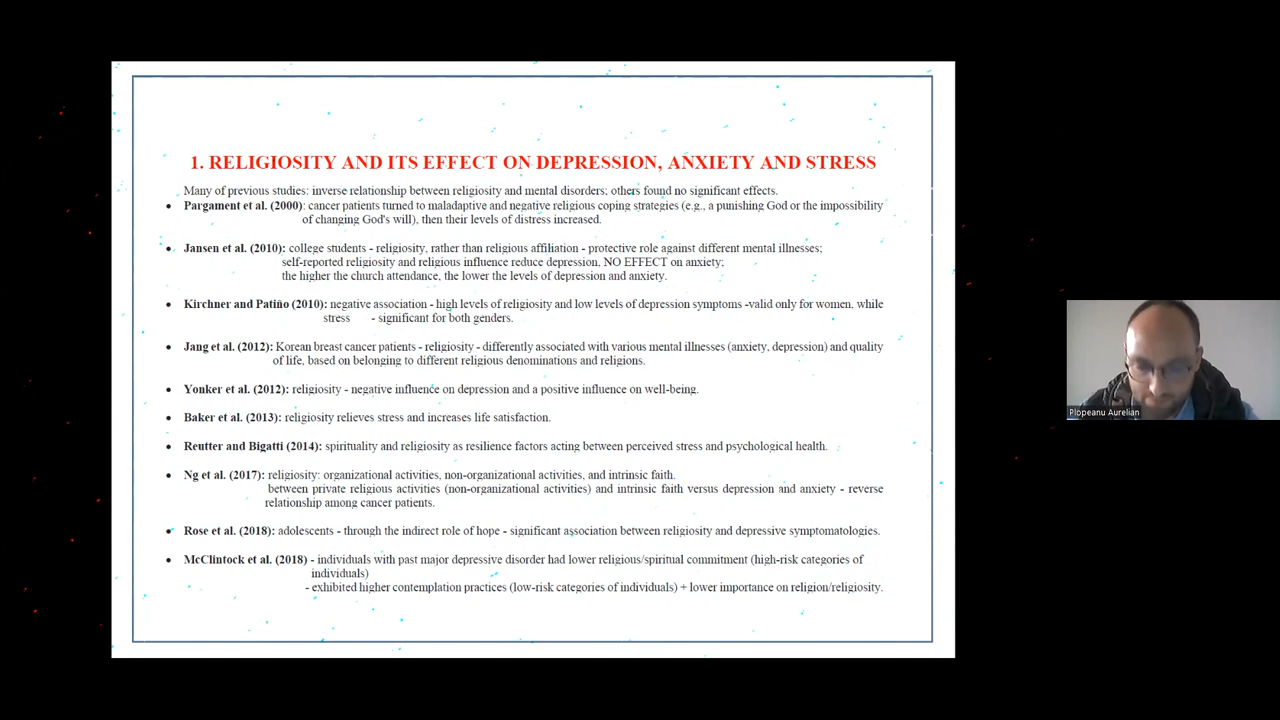 1. RELIGIOSITY AND ITS EFFECT ON DEPRESSION, ANXIETY AND STRESS
Many of previous studies: inverse relationship between religiosity and mental disorders; others found no significant effects.
• Pargament et al. (2000): cancer patients turned to maladaptive and negative religious coping strategies (e.g., a punishing God or the impossibility
of changing God's will), then their levels of distress increased.
• Jansen et al. (2010): college students - religiosity, rather than religious affiliation - protective role against different mental illnesses;
self-reported religiosity and religious influence reduce depression, NO EFFECT on anxiety;
the higher the church attendance, the lower the levels of depression and anxiety.
• Kirchner and Patiño (2010): negative association - high levels of religiosity and low levels of depression symptoms -valid only for women, while
stress - significant for both genders.
• Jang et al. (2012): Korean breast cancer patients - religiosity - differently associated with various mental illnesses (anxiety, depression) and quality
of life, based on belonging to different religious denominations and religions.
• Yonker et al. (2012): religiosity - negative influence on depression and a positive influence on well-being.
• Baker et al. (2013): religiosity relieves stress and increases life satisfaction.
• Reutter and Bigatti (2014): spirituality and religiosity as resilience factors acting between perceived stress and psychological health.
• Ng et al. (2017): religiosity: organizational activities, non-organizational activities, and intrinsic faith.
between private religious activities (non-organizational activities) and intrinsic faith versus depression and anxiety - reverse
relationship among cancer patients.
• Rose et al. (2018): adolescents - through the indirect role of hope - significant association between religiosity and depressive symptomatologies.
• McClintock et al. (2018) - individuals with past major depressive disorder had lower religious/spiritual commitment (high-risk categories of
individuals)
- exhibited higher contemplation practices (low-risk categories of individuals) + lower importance on religion/religiosity.
Plopeanu Aurelian